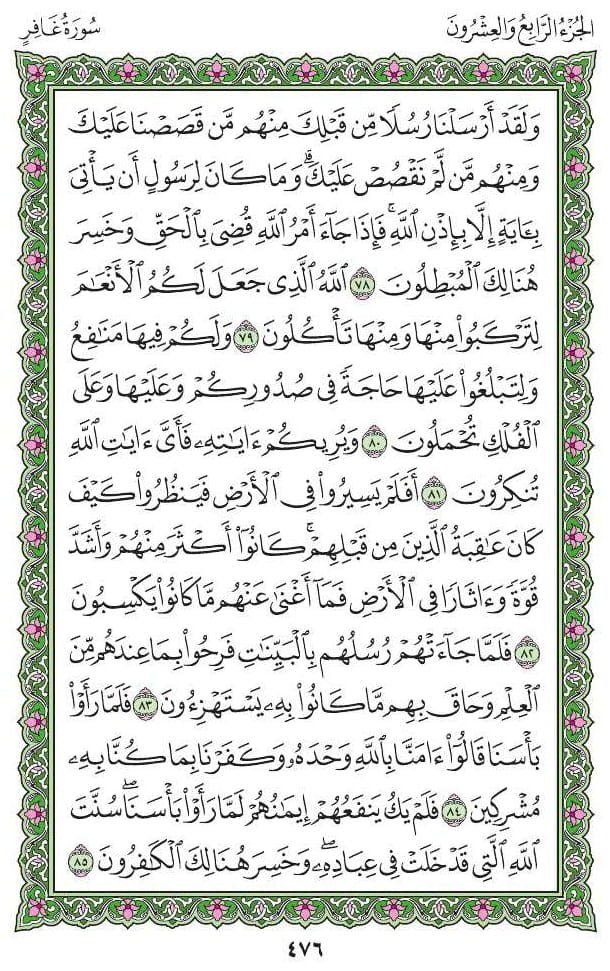 الجُزْءُ الرَّابِعُ وَالعِشْرُونَ
سُورَةُ غَافِرٍ
وَلَقَدْ أَرْسَلْنَا رُسُلًا مِّن قَبْلِكَ مِنْهُم مَّن قَصَصْنَا عَلَيْكَ
وَمِنْهُم مَّن لَّمْ نَقْصُصْ عَلَيْكَۗ وَمَا كَانَ لِرَسُولٍ أَن يَأْتِىَ
بِـَٔايَةٍ إِلَّا بِإِذْنِ ٱللَّهِۚ فَإِذَا جَآءَ أَمْرُ ٱللَّهِ قُضِىَ بِٱلْحَقِّ وَخَسِرَ
هُنَالِكَ ٱلْمُبْطِلُونَ ٧٨ ٱللَّهُ ٱلَّذِى جَعَلَ لَكُمُ ٱلْأَنْعَٰمَ
لِتَرْكَبُوا۟ مِنْهَا وَمِنْهَا تَأْكُلُونَ ٧٩ وَلَكُمْ فِيهَا مَنَٰفِعُ
وَلِتَبْلُغُوا۟ عَلَيْهَا حَاجَةً فِى صُدُورِكُمْ وَعَلَيْهَا وَعَلَى
ٱلْفُلْكِ تُحْمَلُونَ ٨٠ وَيُرِيكُمْ ءَايَٰتِهِۦ فَأَىَّ ءَايَٰتِ ٱللَّهِ
تُنكِرُونَ ٨١ أَفَلَمْ يَسِيرُوا۟ فِى ٱلْأَرْضِ فَيَنظُرُوا۟ كَيْفَ
كَانَ عَٰقِبَةُ ٱلَّذِينَ مِن قَبْلِهِمْۚ كَانُوٓا۟ أَكْثَرَ مِنْهُمْ وَأَشَدَّ
قُوَّةً وَءَاثَارًا فِى ٱلْأَرْضِ فَمَآ أَغْنَىٰ عَنْهُم مَّا كَانُوا۟ يَكْسِبُونَ
٨٢ فَلَمَّا جَآءَتْهُمْ رُسُلُهُم بِٱلْبَيِّنَٰتِ فَرِحُوا۟ بِمَا عِندَهُم مِّنَ
ٱلْعِلْمِ وَحَاقَ بِهِم مَّا كَانُوا۟ بِهِۦ يَسْتَهْزِءُونَ ٨٣ فَلَمَّا رَأَوْا۟
بَأْسَنَا قَالُوٓا۟ ءَامَنَّا بِٱللَّهِ وَحْدَهُۥ وَكَفَرْنَا بِمَا كُنَّا بِهِۦ
مُشْرِكِينَ ٨٤ فَلَمْ يَكُ يَنفَعُهُمْ إِيمَٰنُهُمْ لَمَّا رَأَوْا۟ بَأْسَنَاۖ سُنَّتَ
ٱللَّهِ ٱلَّتِى قَدْ خَلَتْ فِى عِبَادِهِۦۖ وَخَسِرَ هُنَالِكَ ٱلْكَٰفِرُونَ ٨٥
٤٧٦